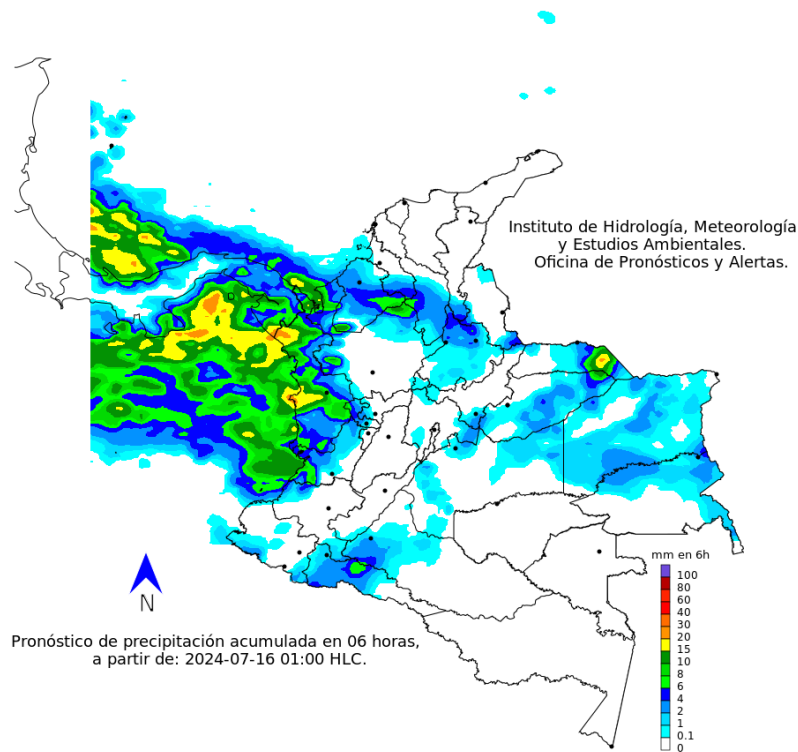 Instituto de Hidrología, Meteorología
y Estudios Ambientales.
Oficina de Pronósticos y Alertas.
mm en 6h
100
80
60
40
30
20
15
10
8
6
4
2
1
0.1
0
N
Pronóstico de precipitación acumulada en 06 horas,
a partir de: 2024-07-16 01:00 HLC.